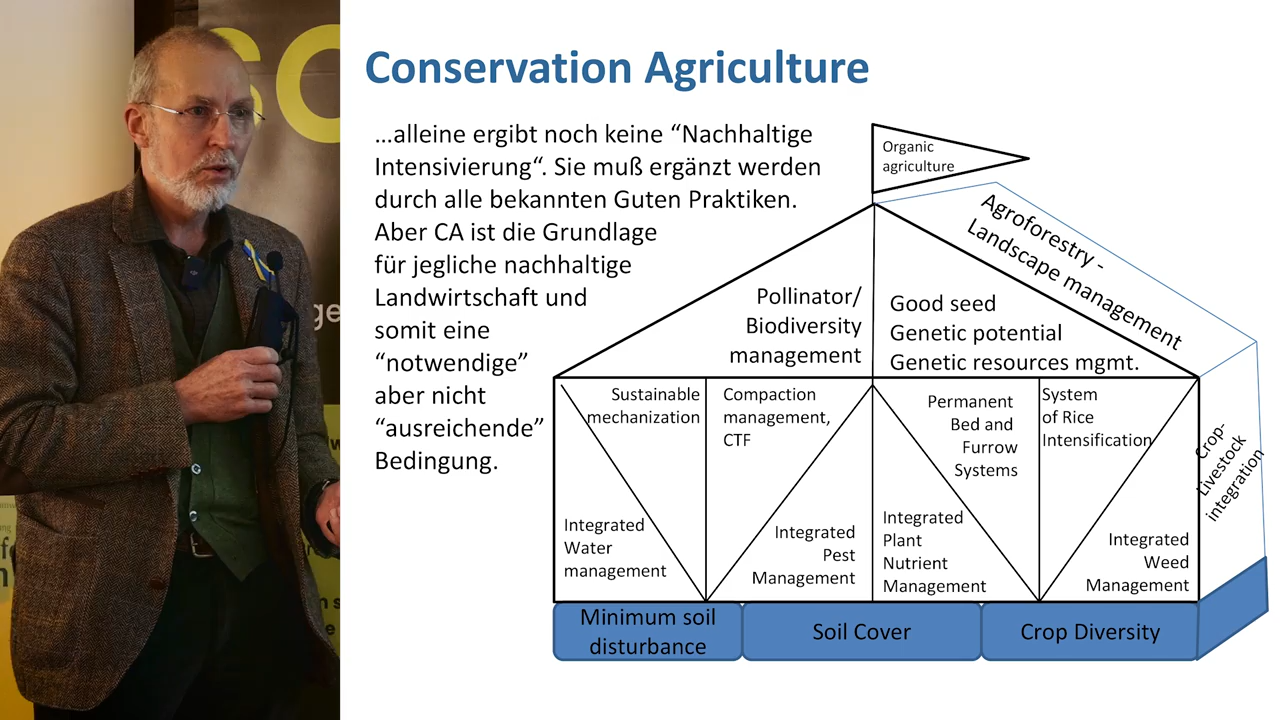 Conservation Agriculture
...alleine ergibt noch keine “Nachhaltige
Intensivierung“. Sie muß ergänzt werden
durch alle bekannten Guten Praktiken.
Aber CA ist die Grundlage
für jegliche nachhaltige
Landwirtschaft und
somit eine
“notwendige”
aber nicht
“ausreichende”
Bedingung.
Organic
agriculture
Agroforestry -
Landscape management
Pollinator/
Biodiversity
management
Good seed
Genetic potential
Genetic resources mgmt.
Sustainable
mechanization
Compaction
management,
CTF
Permanent
Bed and
Furrow
Systems
System
of Rice
Intensification
Crop-
Livestock
integration
Integrated
Water
management
Integrated
Pest
Management
Integrated
Plant
Nutrient
Management
Integrated
Weed
Management
Minimum soil
disturbance
Soil Cover
Crop Diversity